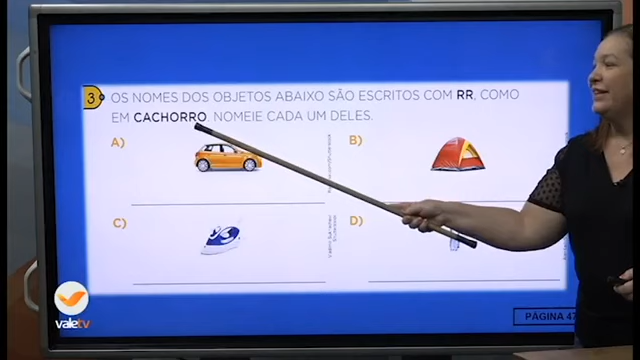 3 OS NOMES DOS OBJETOS ABAIXO SÃO ESCRITOS COM RR, COMO
EM CACHORRO. NOMEIE CADA UM DELES.
A)
B)
C)
D)
valetv
PÁGINA 47